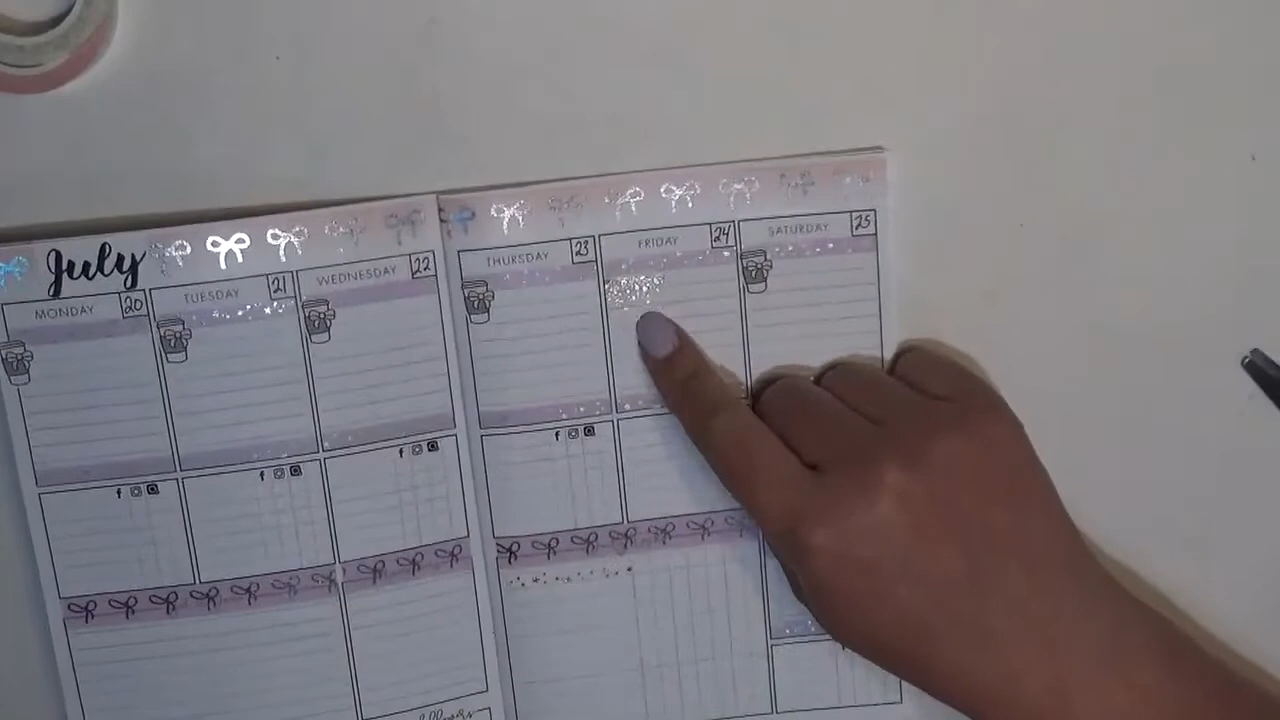 July
MONDAY 20
TUESDAY 21
WEDNESDAY 22
THURSDAY 23
FRIDAY 24
SATURDAY 25